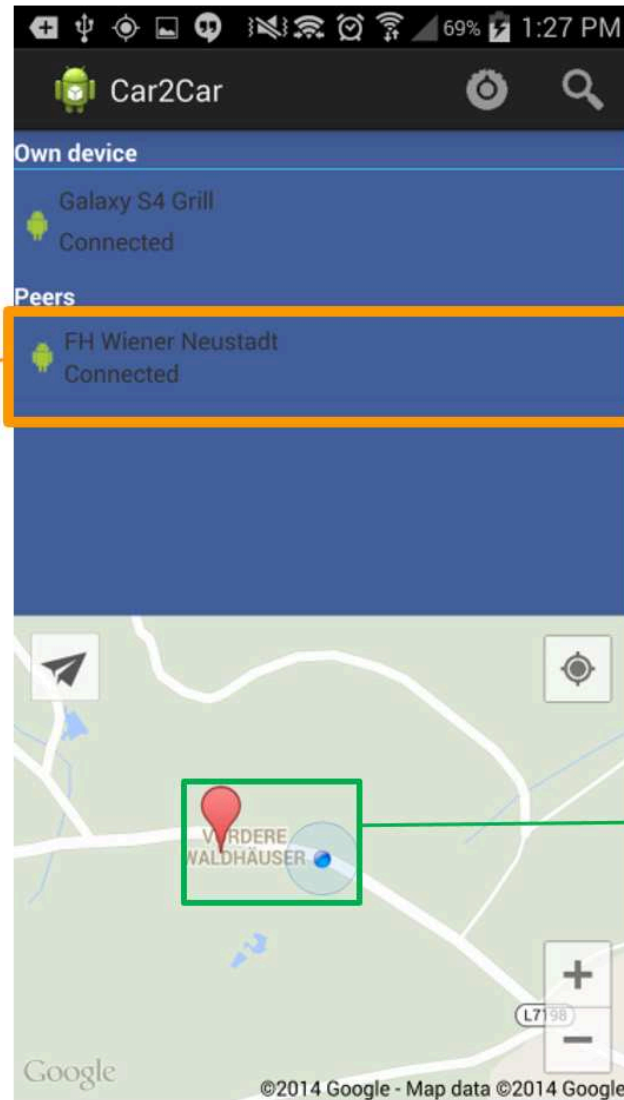 69% 1:27 PM
Car2Car
Own device
Galaxy S4 Grill
Connected
Peers
FH Wiener Neustadt
Connected
VORDERE
WALDHÄUSER
L7198
Google
©2014 Google - Map data ©2014 Google